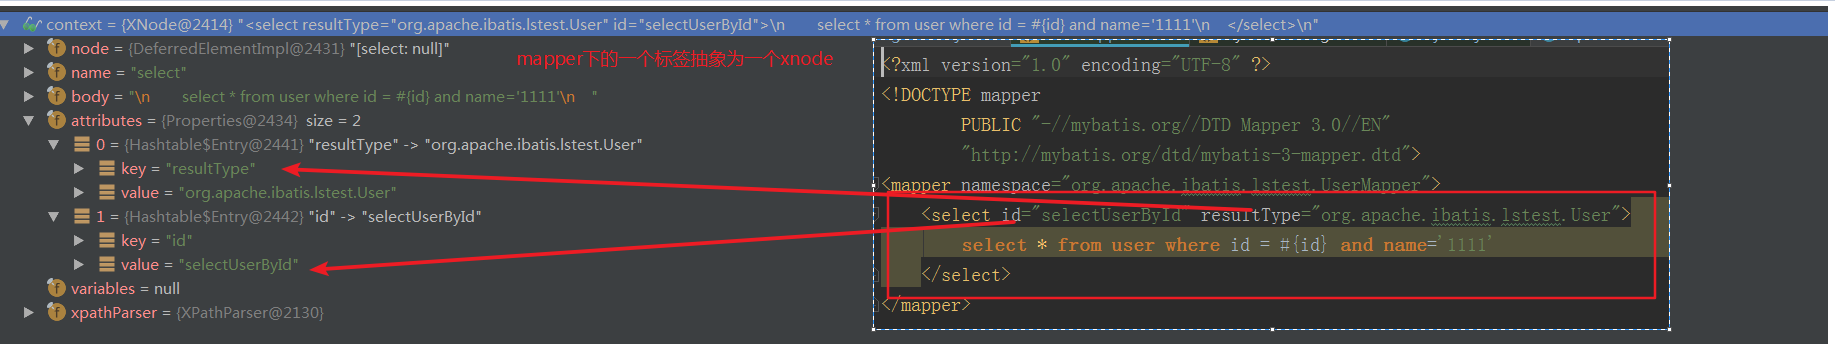 context = {XNode@2414} "<select resultType="org.apache.ibatis.lstest.User" id="selectUserById">\n        select * from user where id = #{id} and name='1111'\n    </select>\n"
node = {DeferredElementImpl@2431} "[select: null]"
name = "select"
body = "\n        select * from user where id = #{id} and name='1111'\n    "
attributes = {Properties@2434} size = 2
0 = {Hashtable$Entry@2441} "resultType" -> "org.apache.ibatis.lstest.User"
key = "resultType"
value = "org.apache.ibatis.lstest.User"
1 = {Hashtable$Entry@2442} "id" -> "selectUserById"
key = "id"
value = "selectUserById"
variables = null
xpathParser = {XPathParser@2130}
mapper下的一个标签抽象为一个xnode
<?xml version="1.0" encoding="UTF-8" ?>
<!DOCTYPE mapper
PUBLIC "-//mybatis.org//DTD Mapper 3.0//EN"
"http://mybatis.org/dtd/mybatis-3-mapper.dtd">
<mapper namespace="org.apache.ibatis.lstest.UserMapper">
<select id="selectUserById" resultType="org.apache.ibatis.lstest.User">
select * from user where id = #{id} and name='1111'
</select>
</mapper>